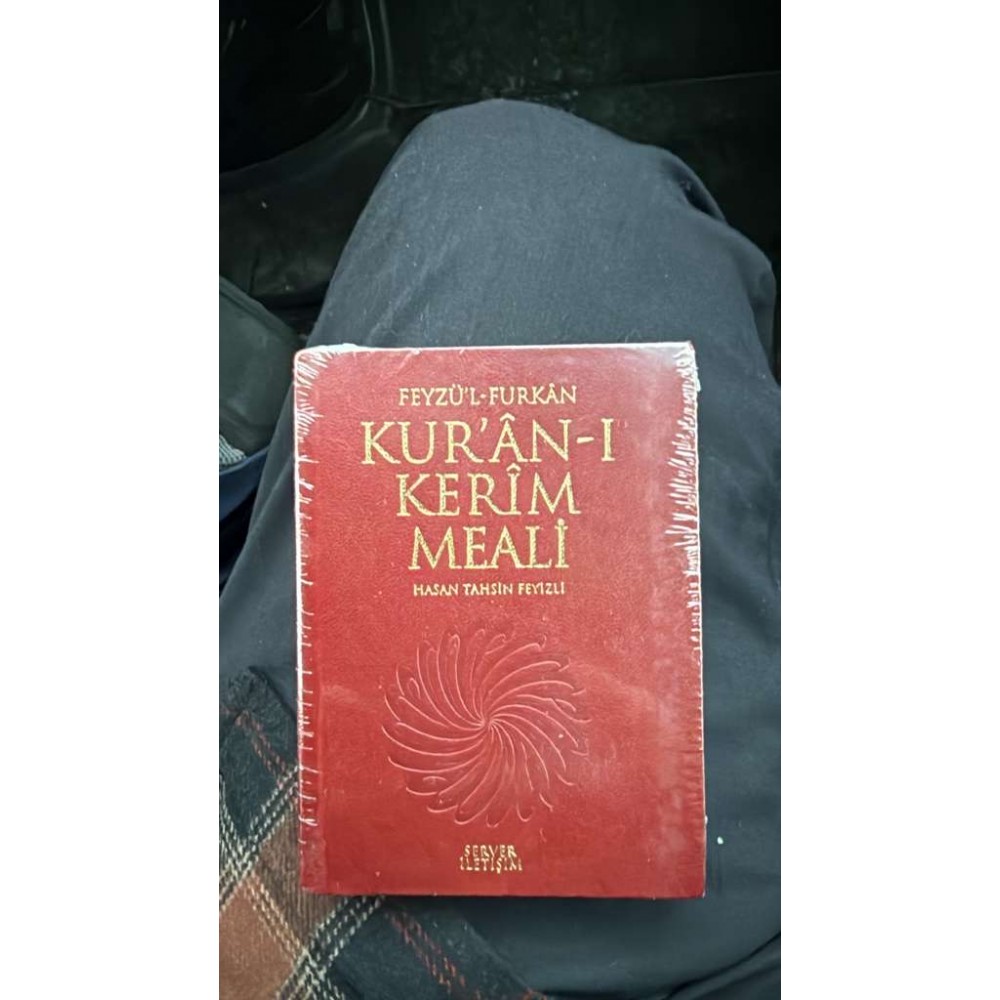 FEYZÜ'L-FURKÂN
KUR'ÂN-I
KERÎM
MEALİ
HASAN TAHSİN FEYİZLİ
SERVER
İLETİŞİM